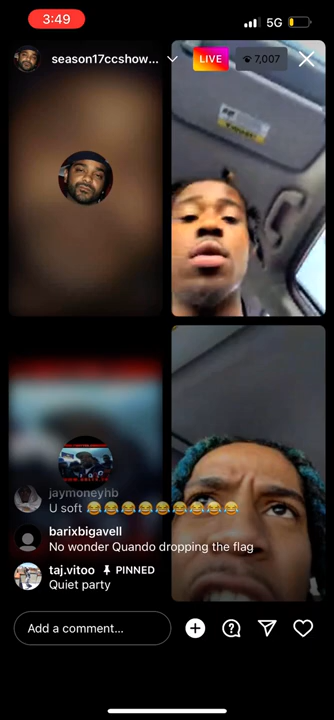 3:49
5G
season17ccshow...
LIVE
7,007
jaymoneyhb
U soft 😂😂😂😂😂😂😂😂😂
barixbigavell
No wonder Quando dropping the flag
taj.vitoo PINNED
Quiet party
Add a comment...